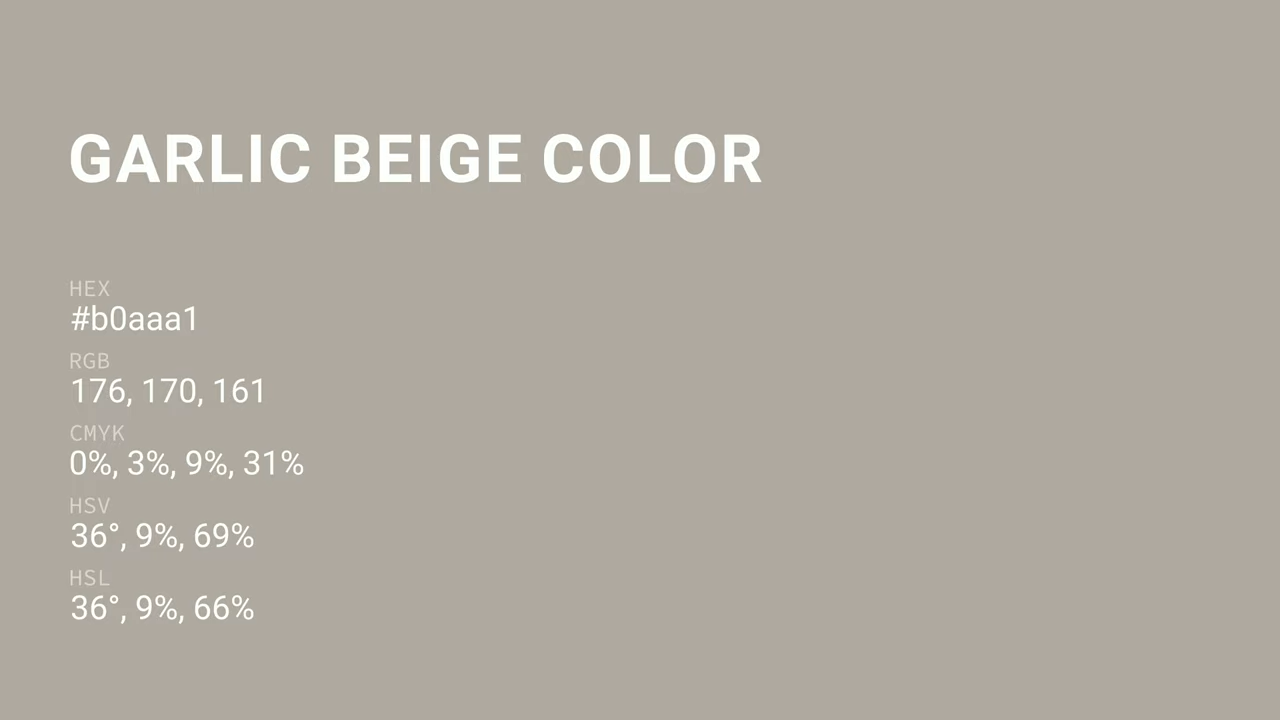 GARLIC BEIGE COLOR
HEX
#b0aaa1
RGB
176, 170, 161
CMYK
0%, 3%, 9%, 31%
HSV
36°, 9%, 69%
HSL
36°, 9%, 66%